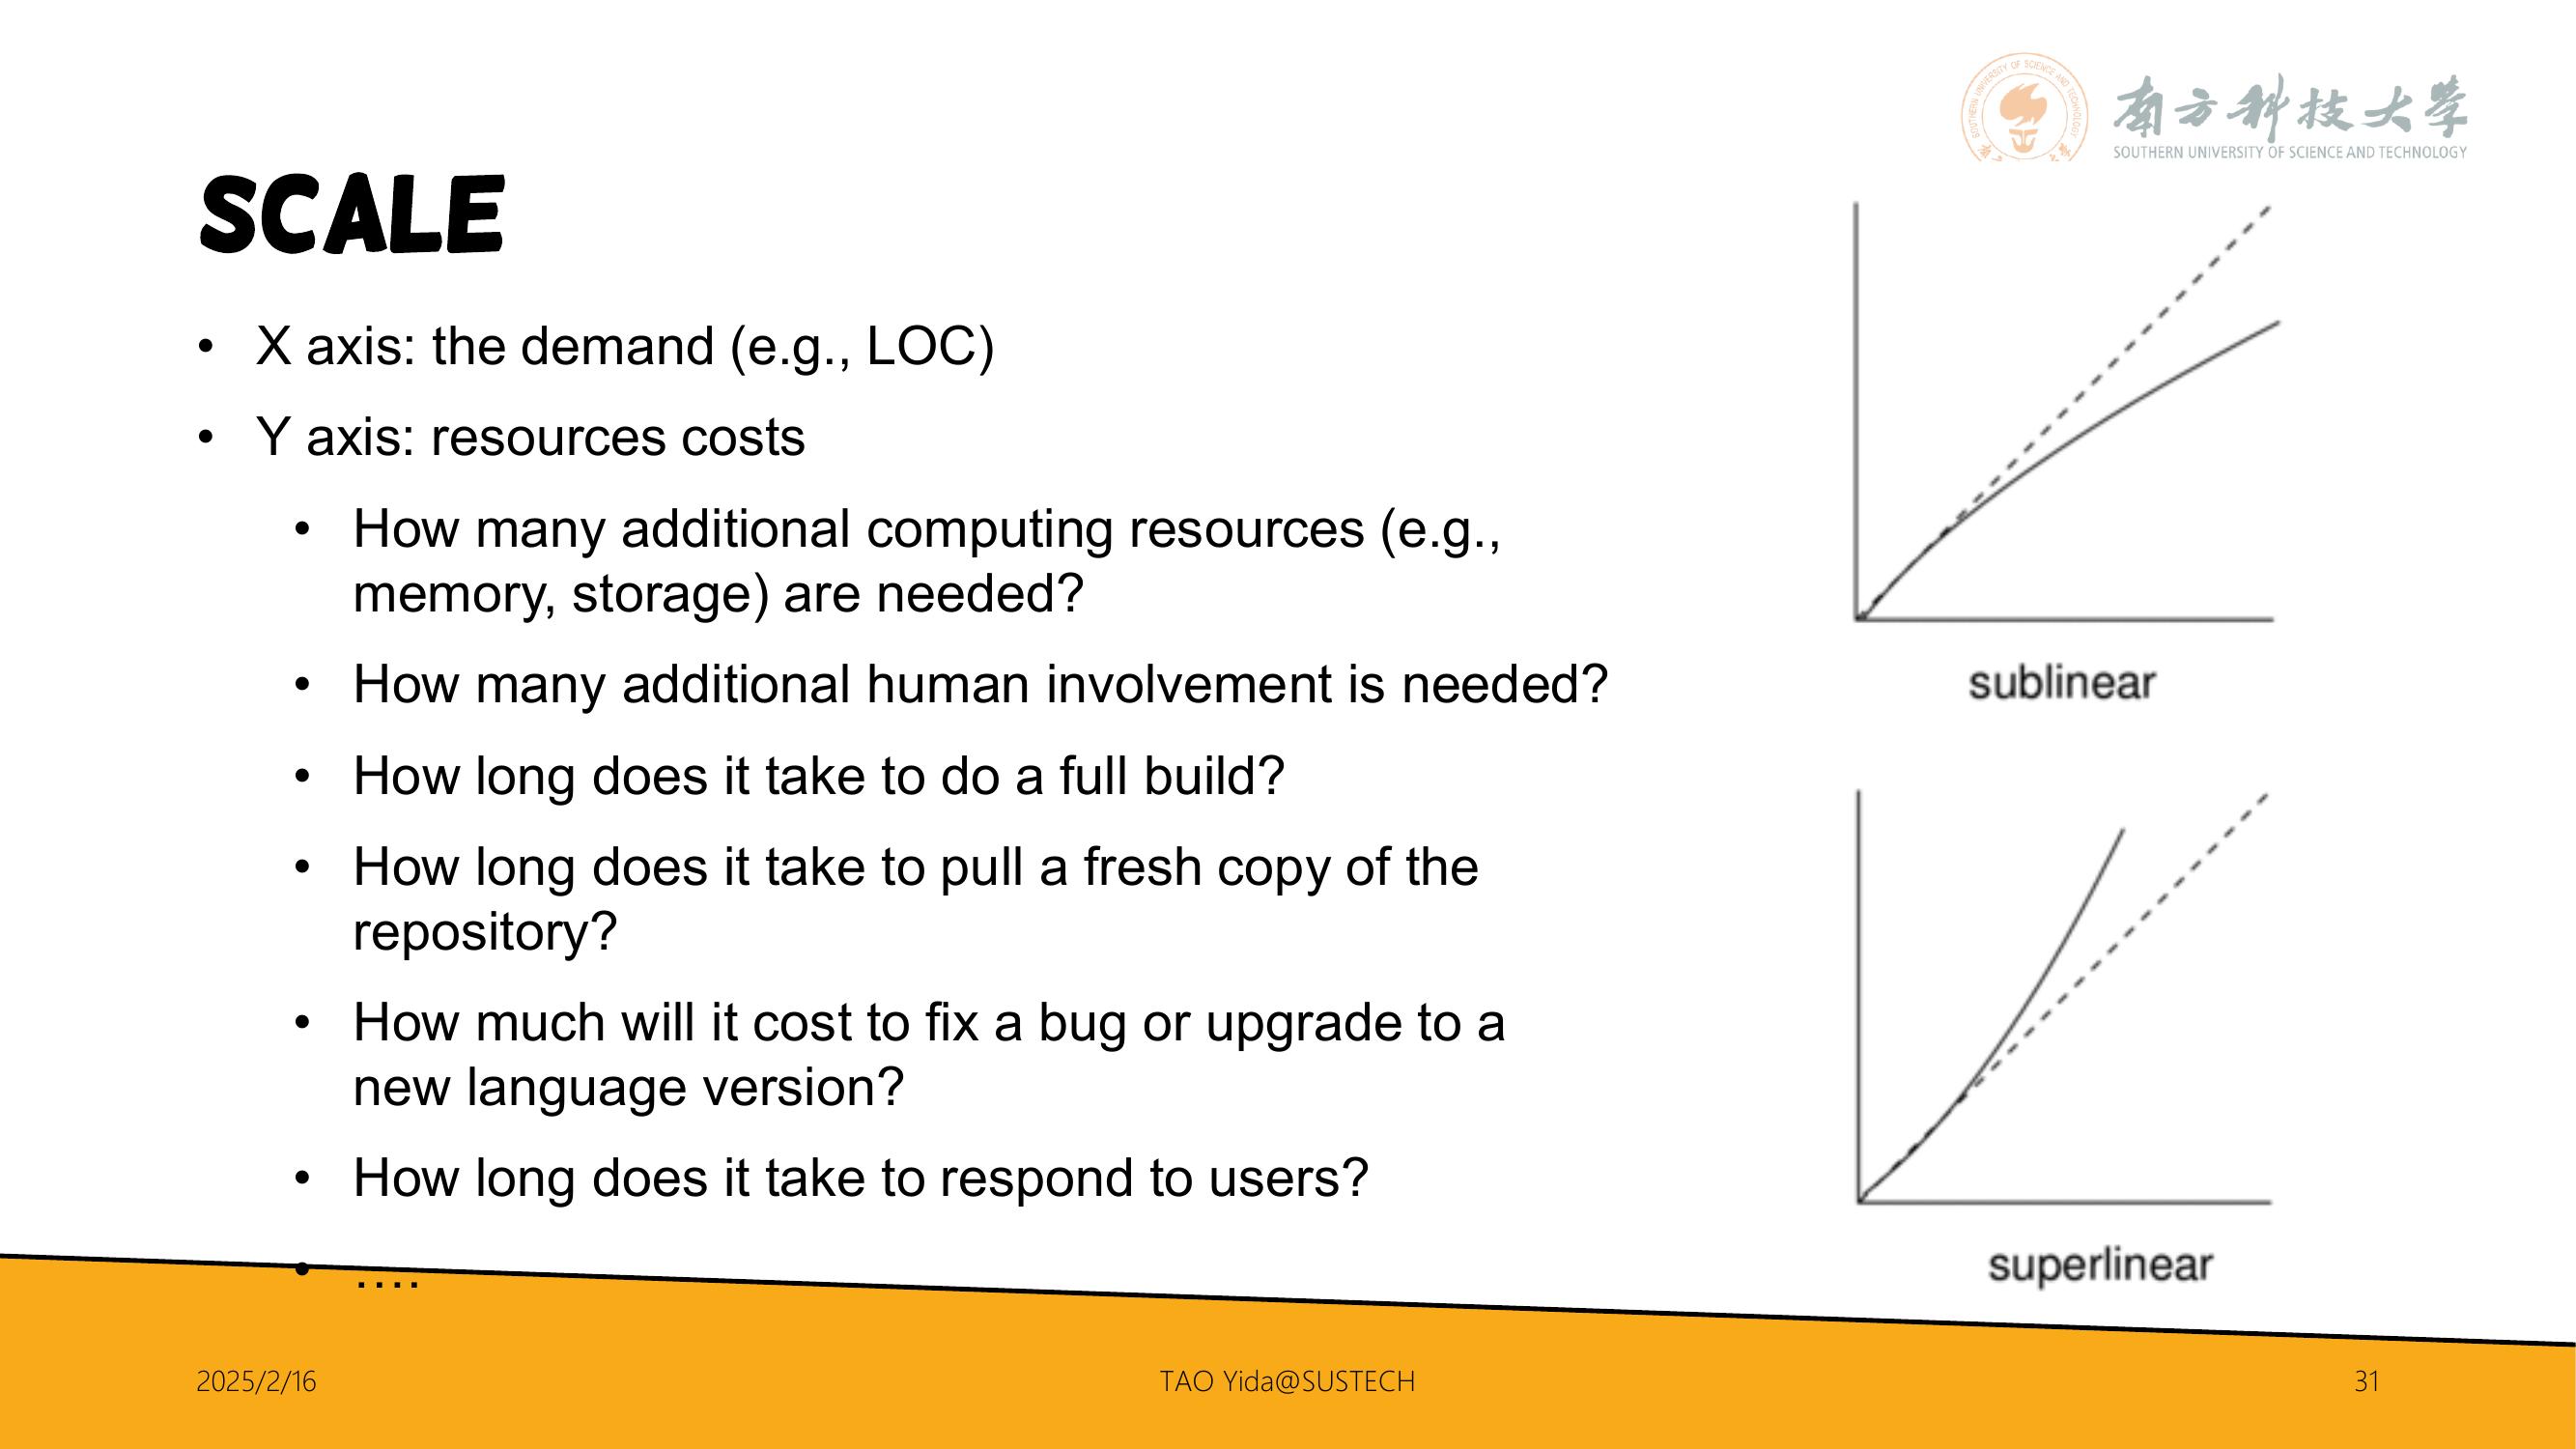 南方科技大学
SOUTHERN UNIVERSITY OF SCIENCE AND TECHNOLOGY
SCALE
• X axis: the demand (e.g., LOC)
• Y axis: resources costs
• How many additional computing resources (e.g.,
memory, storage) are needed?
• How many additional human involvement is needed?
• How long does it take to do a full build?
• How long does it take to pull a fresh copy of the
repository?
• How much will it cost to fix a bug or upgrade to a
new language version?
• How long does it take to respond to users?
• ....
sublinear
superlinear
2025/2/16
TAO Yida@SUSTECH
31